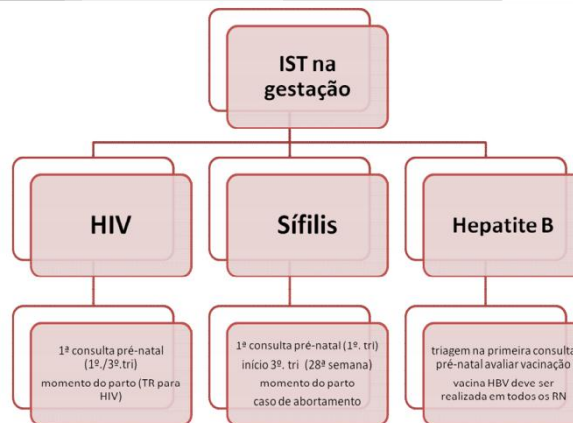 IST na
gestação
HIV
Sífilis
Hepatite B
1ª consulta pré-natal
(1º./3º.tri)
momento do parto (TR para
HIV)
1ª consulta pré-natal (1º. tri)
início 3º. tri (28ª semana)
momento do parto
caso de abortamento
triagem na primeira consulta
pré-natal avaliar vacinação
vacina HBV deve ser
realizada em todos os RN